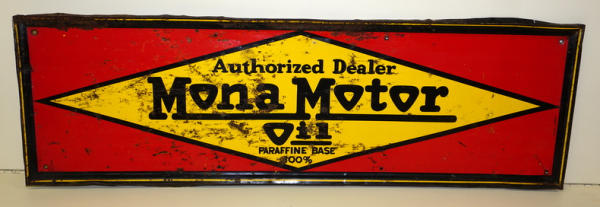 Authorized Dealer
Mona Motor
Oil
PARAFFINE BASE
100%